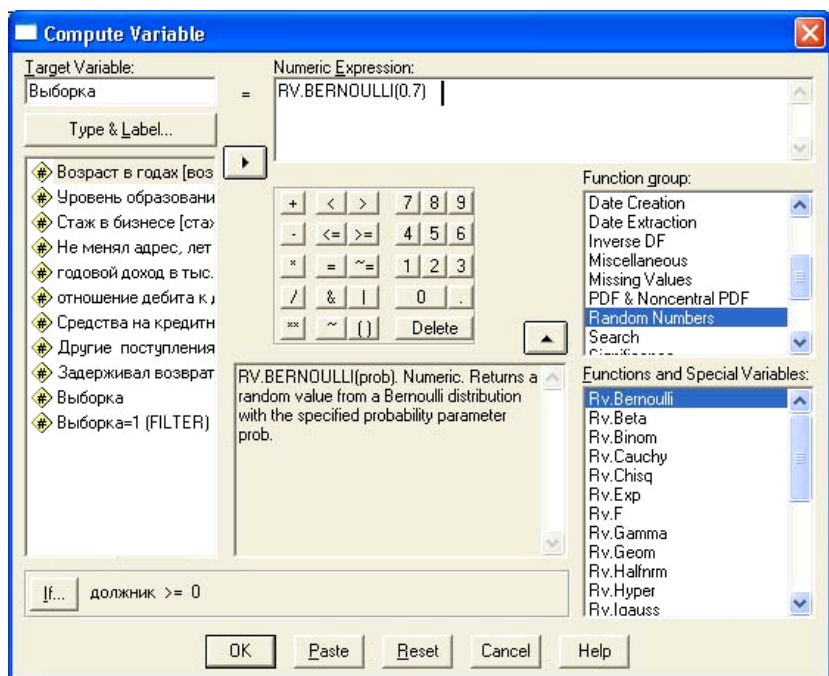 Compute Variable
Target Variable:
Выборка
=
Numeric Expression:
RV.BERNOULLI(0.7)
Type & Label...
Возраст в годах [воз
Уровень образовани
Стаж в бизнесе [ста
Не менял адрес, лет
годовой доход в тыс.
отношение дебита к
Средства на кредитн
Другие поступления
Задерживал возврат
Выборка
Выборка=1 (FILTER)
+ < > 7 8 9
- <= >= 4 5 6
* = ~= 1 2 3
/ & | 0 .
** ~ () Delete
Function group:
Date Creation
Date Extraction
Inverse DF
Miscellaneous
Missing Values
PDF & Noncentral PDF
Random Numbers
Search
RV.BERNOULLI(prob). Numeric. Returns a
random value from a Bernoulli distribution
with the specified probability parameter
prob.
Functions and Special Variables:
Rv.Bernoulli
Rv.Beta
Rv.Binom
Rv.Cauchy
Rv.Chisq
Rv.Exp
Rv.F
Rv.Gamma
Rv.Geom
Rv.Halfnrm
Rv.Hyper
Rv.Igauss
If... должник >= 0
OK Paste Reset Cancel Help